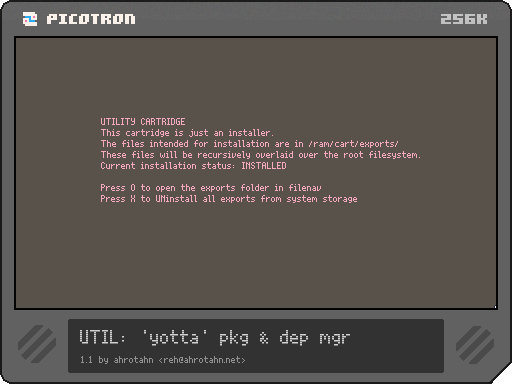 PICOTRON
256K
UTILITY CARTRIDGE
This cartridge is just an installer.
The files intended for installation are in /ram/cart/exports/
These files will be recursively overlaid over the root filesystem.
Current installation status: INSTALLED
Press O to open the exports folder in filenav
Press X to UNinstall all exports from system storage
UTIL: 'yotta' pkg & dep mgr
1.1 by ahrotahn <reh@ahrotahn.net>